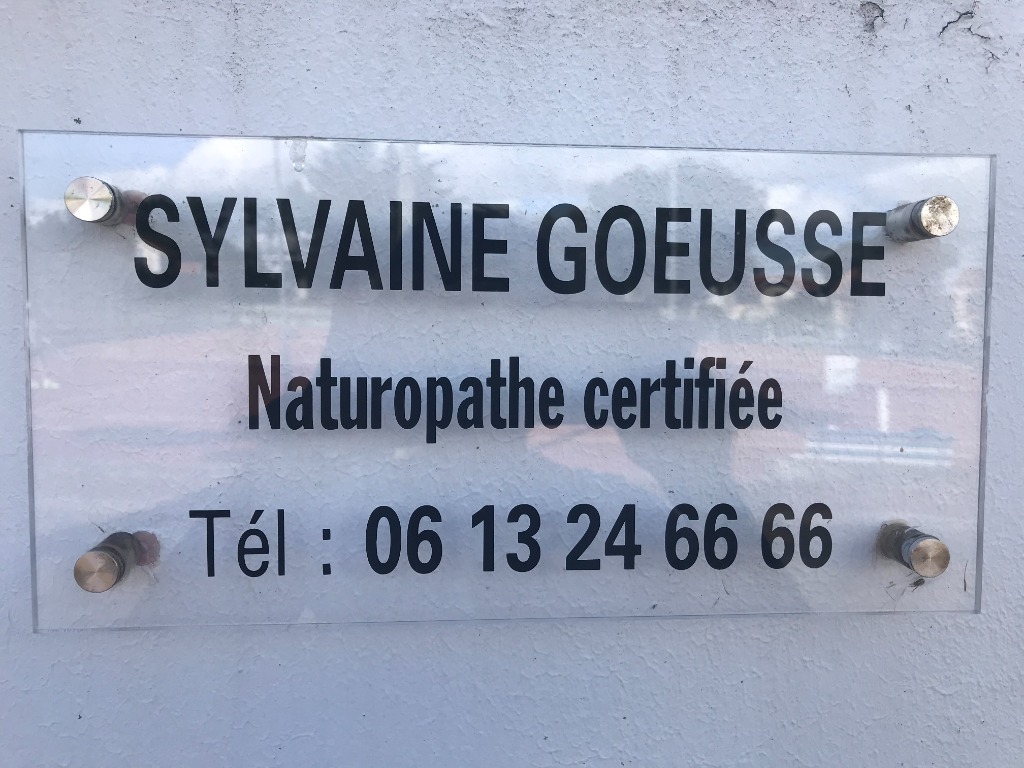 SYLVAINE GOEUSSE
Naturopathe certifiée
Tél : 06 13 24 66 66